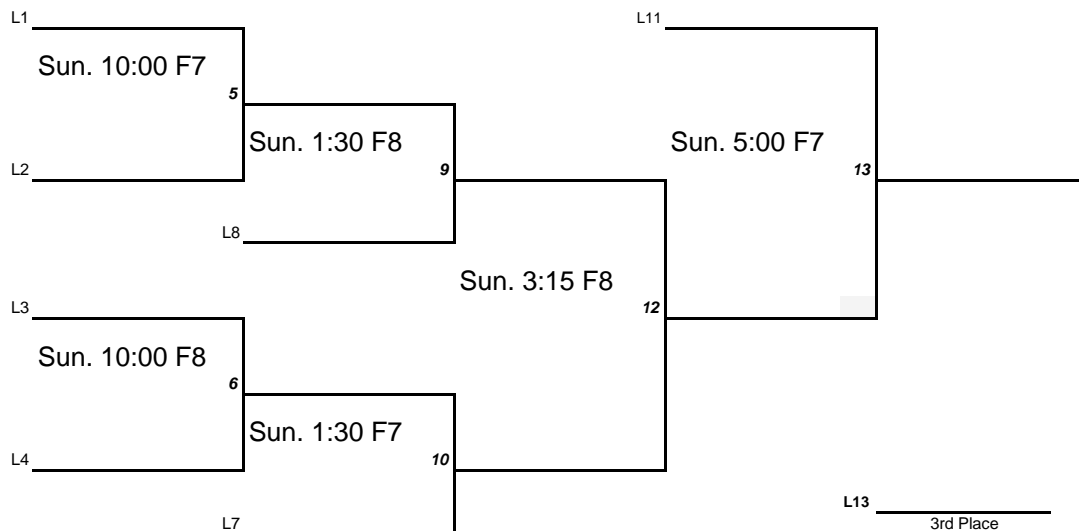 L1
L11
Sun. 10:00 F7
5
Sun. 1:30 F8
Sun. 5:00 F7
L2
9
13
L8
Sun. 3:15 F8
L3
12
Sun. 10:00 F8
6
Sun. 1:30 F7
L4
10
L13
L7
3rd Place